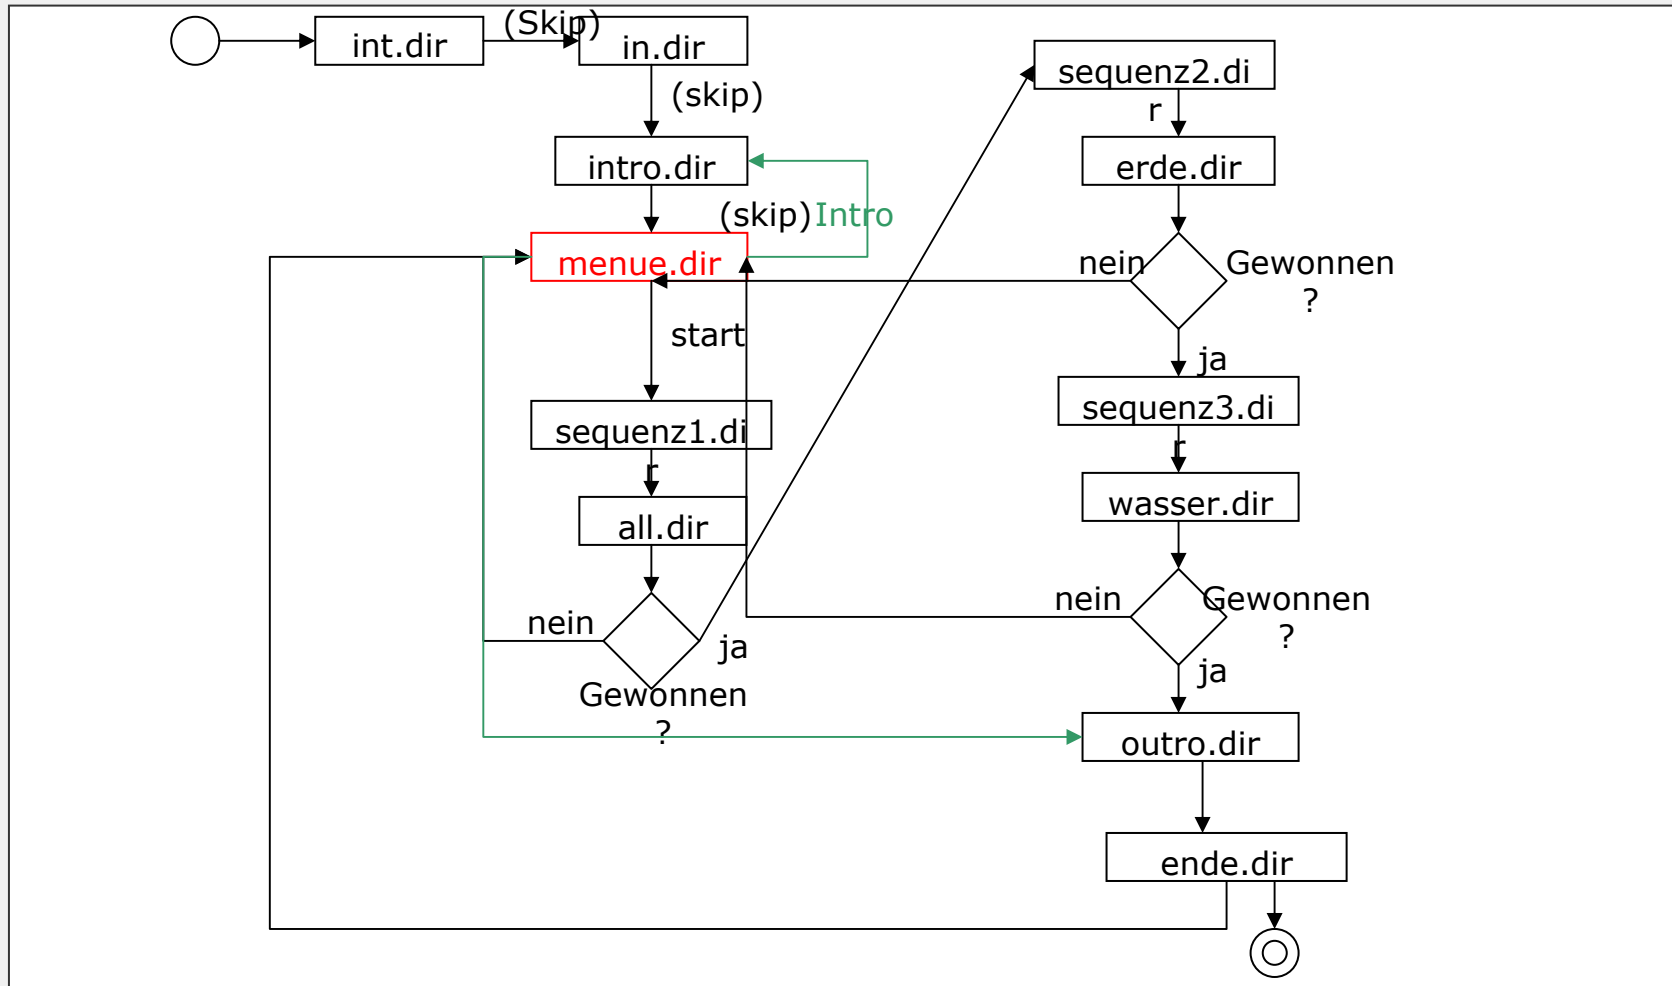 int.dir
(Skip)
in.dir
(skip)
intro.dir
(skip)
Intro
menue.dir
start
sequenz1.di
r
all.dir
nein
ja
Gewonnen
?
sequenz2.di
r
erde.dir
nein
Gewonnen
?
ja
sequenz3.di
r
wasser.dir
nein
Gewonnen
?
ja
outro.dir
ende.dir